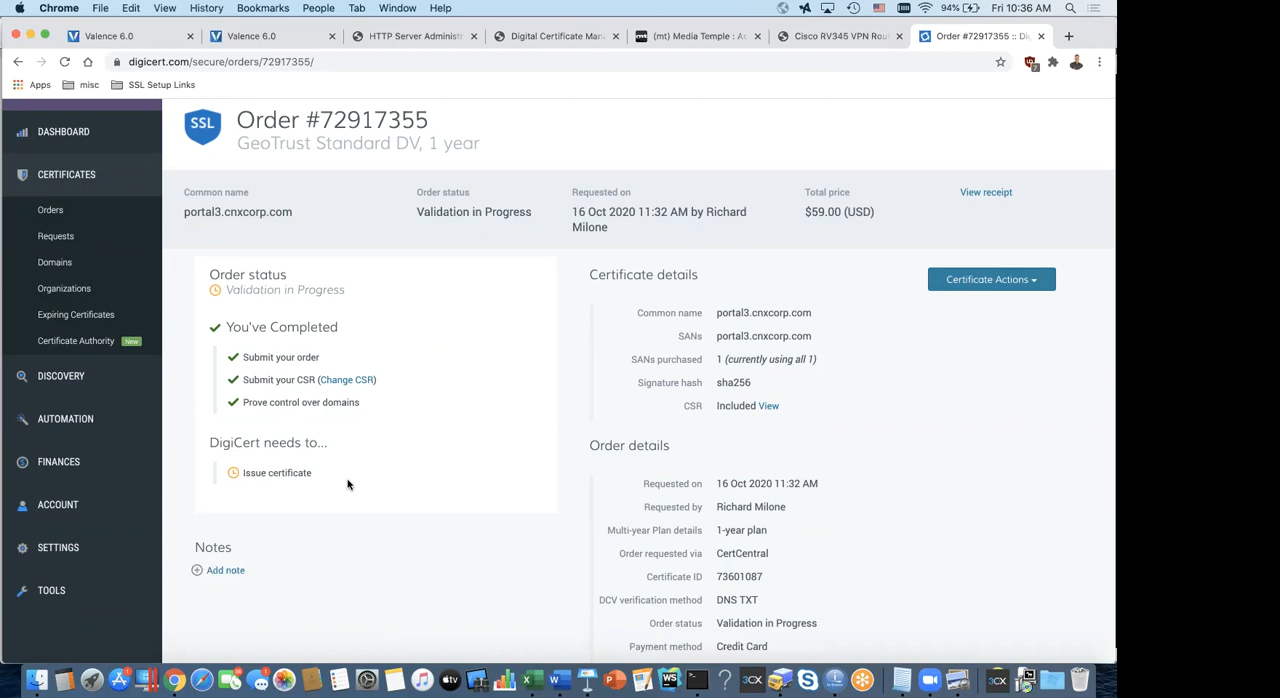 Chrome File Edit View History Bookmarks People Tab Window Help 94% Fri 10:36 AM
Valence 6.0 Valence 6.0 HTTP Server Administ Digital Certificate Man (mt) Media Temple : Ac Cisco RV345 VPN Rou Order #72917355 :: Di
digicert.com/secure/orders/72917355/
Apps misc SSL Setup Links
DASHBOARD
CERTIFICATES
Orders
Requests
Domains
Organizations
Expiring Certificates
Certificate Authority New
DISCOVERY
AUTOMATION
FINANCES
ACCOUNT
SETTINGS
TOOLS
SSL
Order #72917355
GeoTrust Standard DV, 1 year
Common name Order status Requested on Total price View receipt
portal3.cnxcorp.com Validation in Progress 16 Oct 2020 11:32 AM by Richard $59.00 (USD)
Milone
Order status
Validation in Progress
You've Completed
Submit your order
Submit your CSR (Change CSR)
Prove control over domains
DigiCert needs to...
Issue certificate
Notes
Add note
Certificate details
Certificate Actions
Common name portal3.cnxcorp.com
SANs portal3.cnxcorp.com
SANs purchased 1 (currently using all 1)
Signature hash sha256
CSR Included View
Order details
Requested on 16 Oct 2020 11:32 AM
Requested by Richard Milone
Multi-year Plan details 1-year plan
Order requested via CertCentral
Certificate ID 73601087
DCV verification method DNS TXT
Order status Validation in Progress
Payment method Credit Card